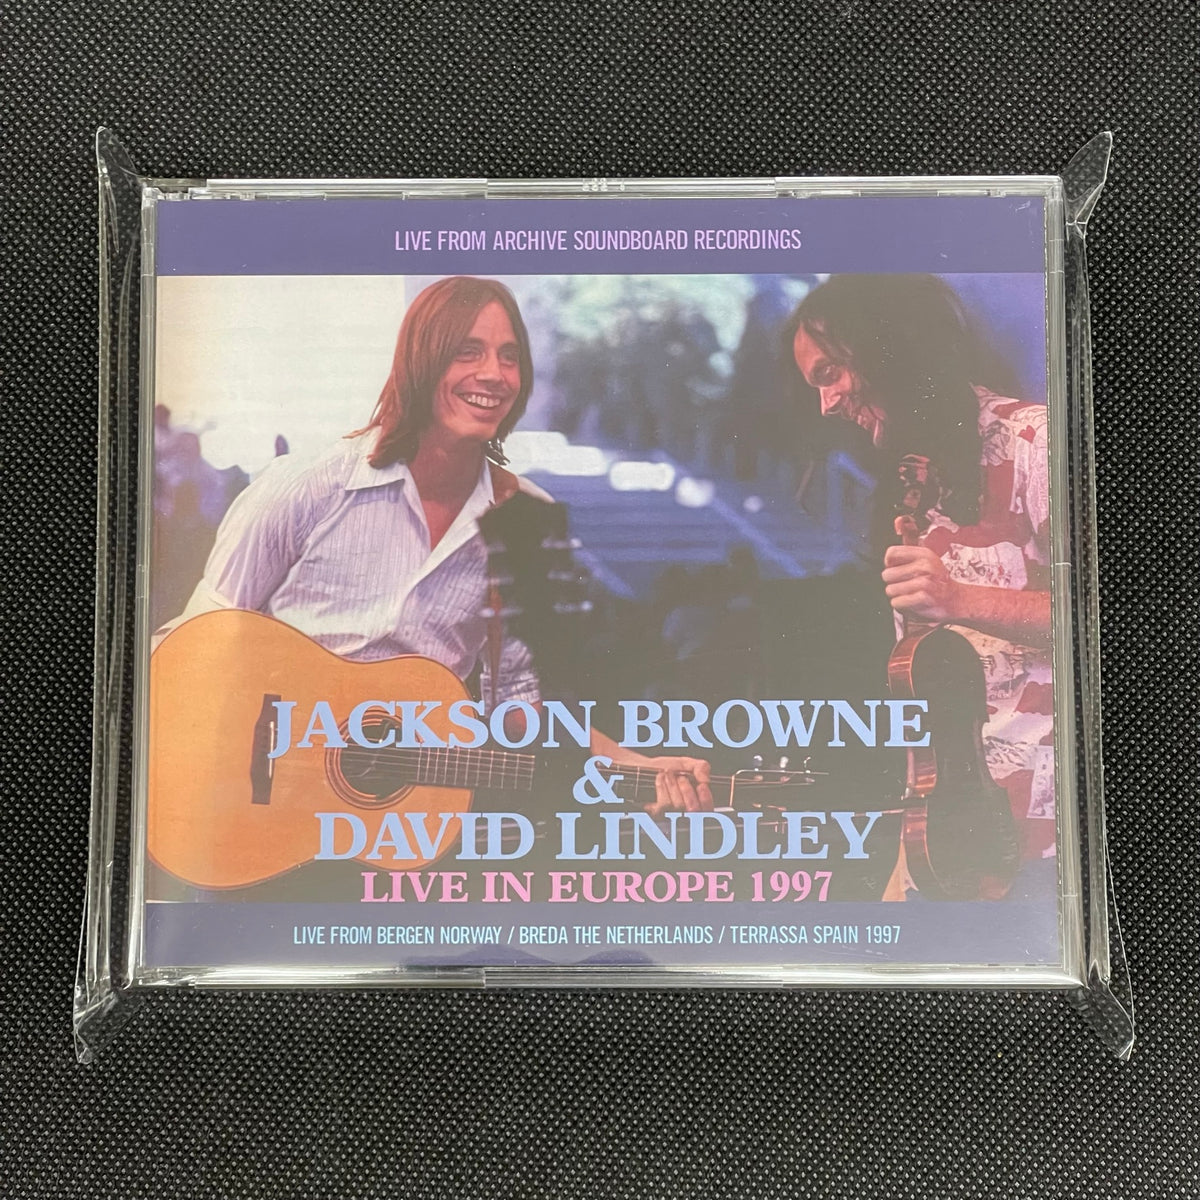 LIVE FROM ARCHIVE SOUNDBOARD RECORDINGS
JACKSON BROWNE
&
DAVID LINDLEY
LIVE IN EUROPE 1997
LIVE FROM BERGEN NORWAY / BREDA THE NETHERLANDS / TERRASSA SPAIN 1997